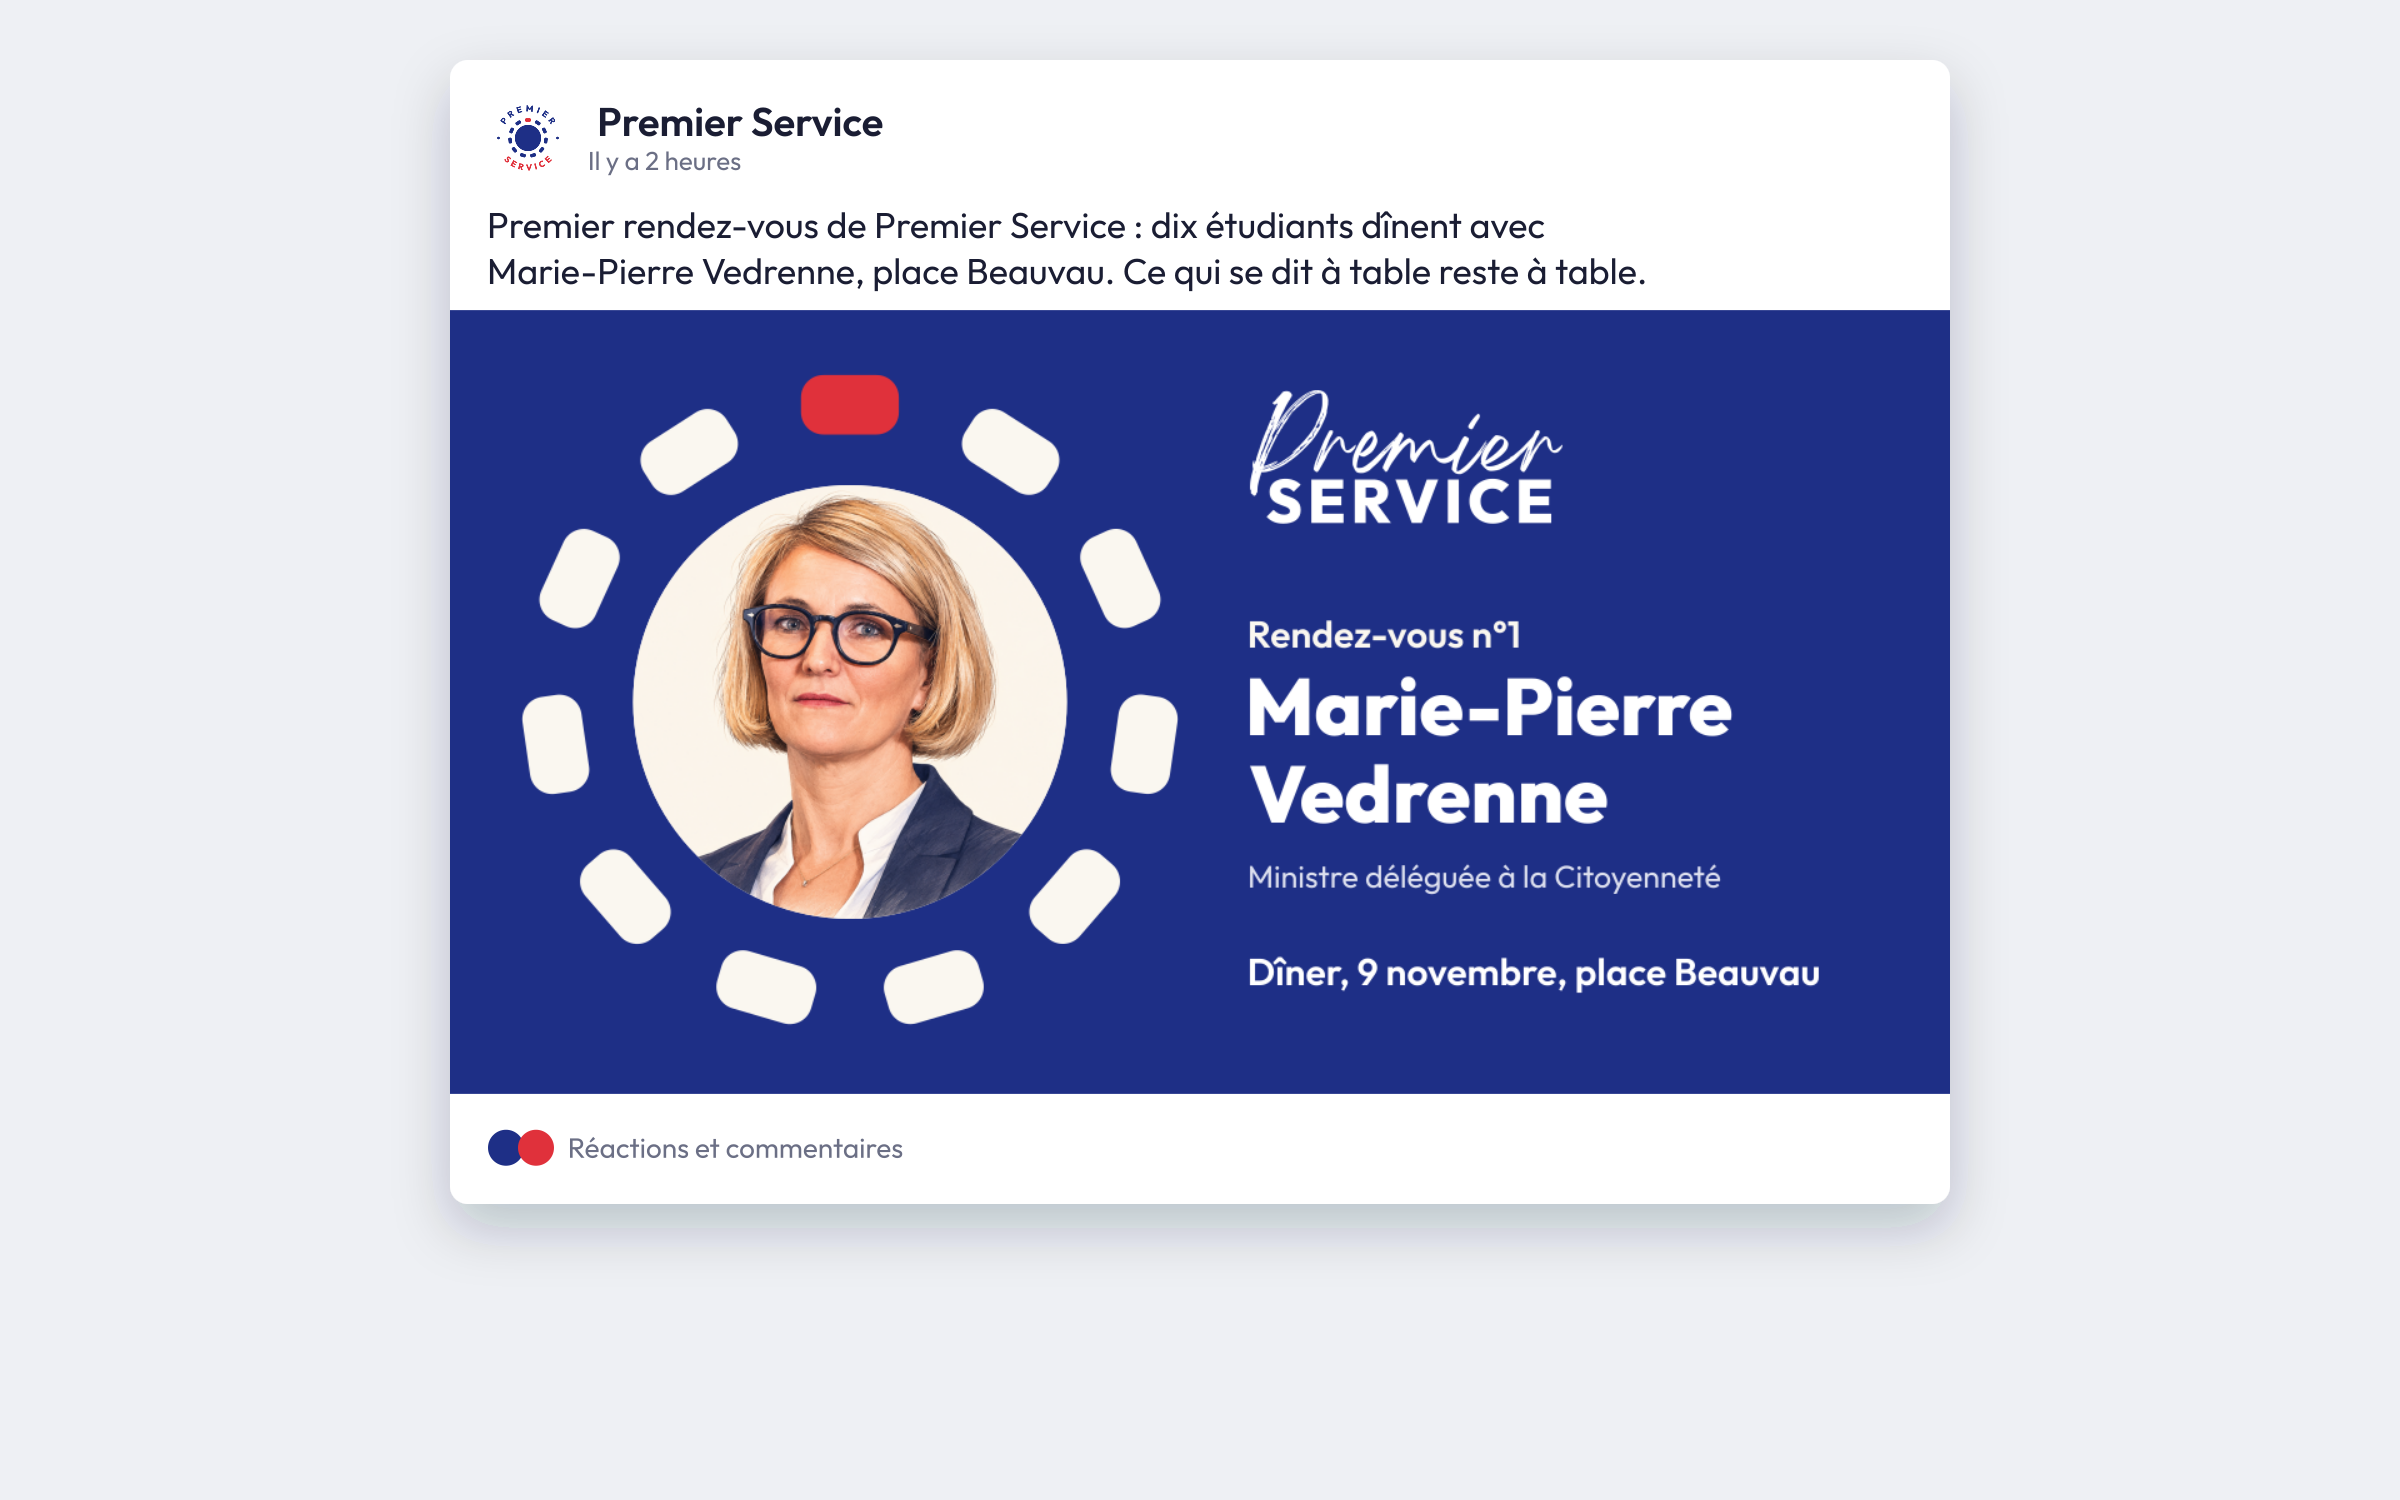 PREMIER
SERVICE
Premier Service
Il y a 2 heures
Premier rendez-vous de Premier Service : dix étudiants dînent avec
Marie-Pierre Vedrenne, place Beauvau. Ce qui se dit à table reste à table.
Premier
SERVICE
Rendez-vous n°1
Marie-Pierre
Vedrenne
Ministre déléguée à la Citoyenneté
Dîner, 9 novembre, place Beauvau
Réactions et commentaires